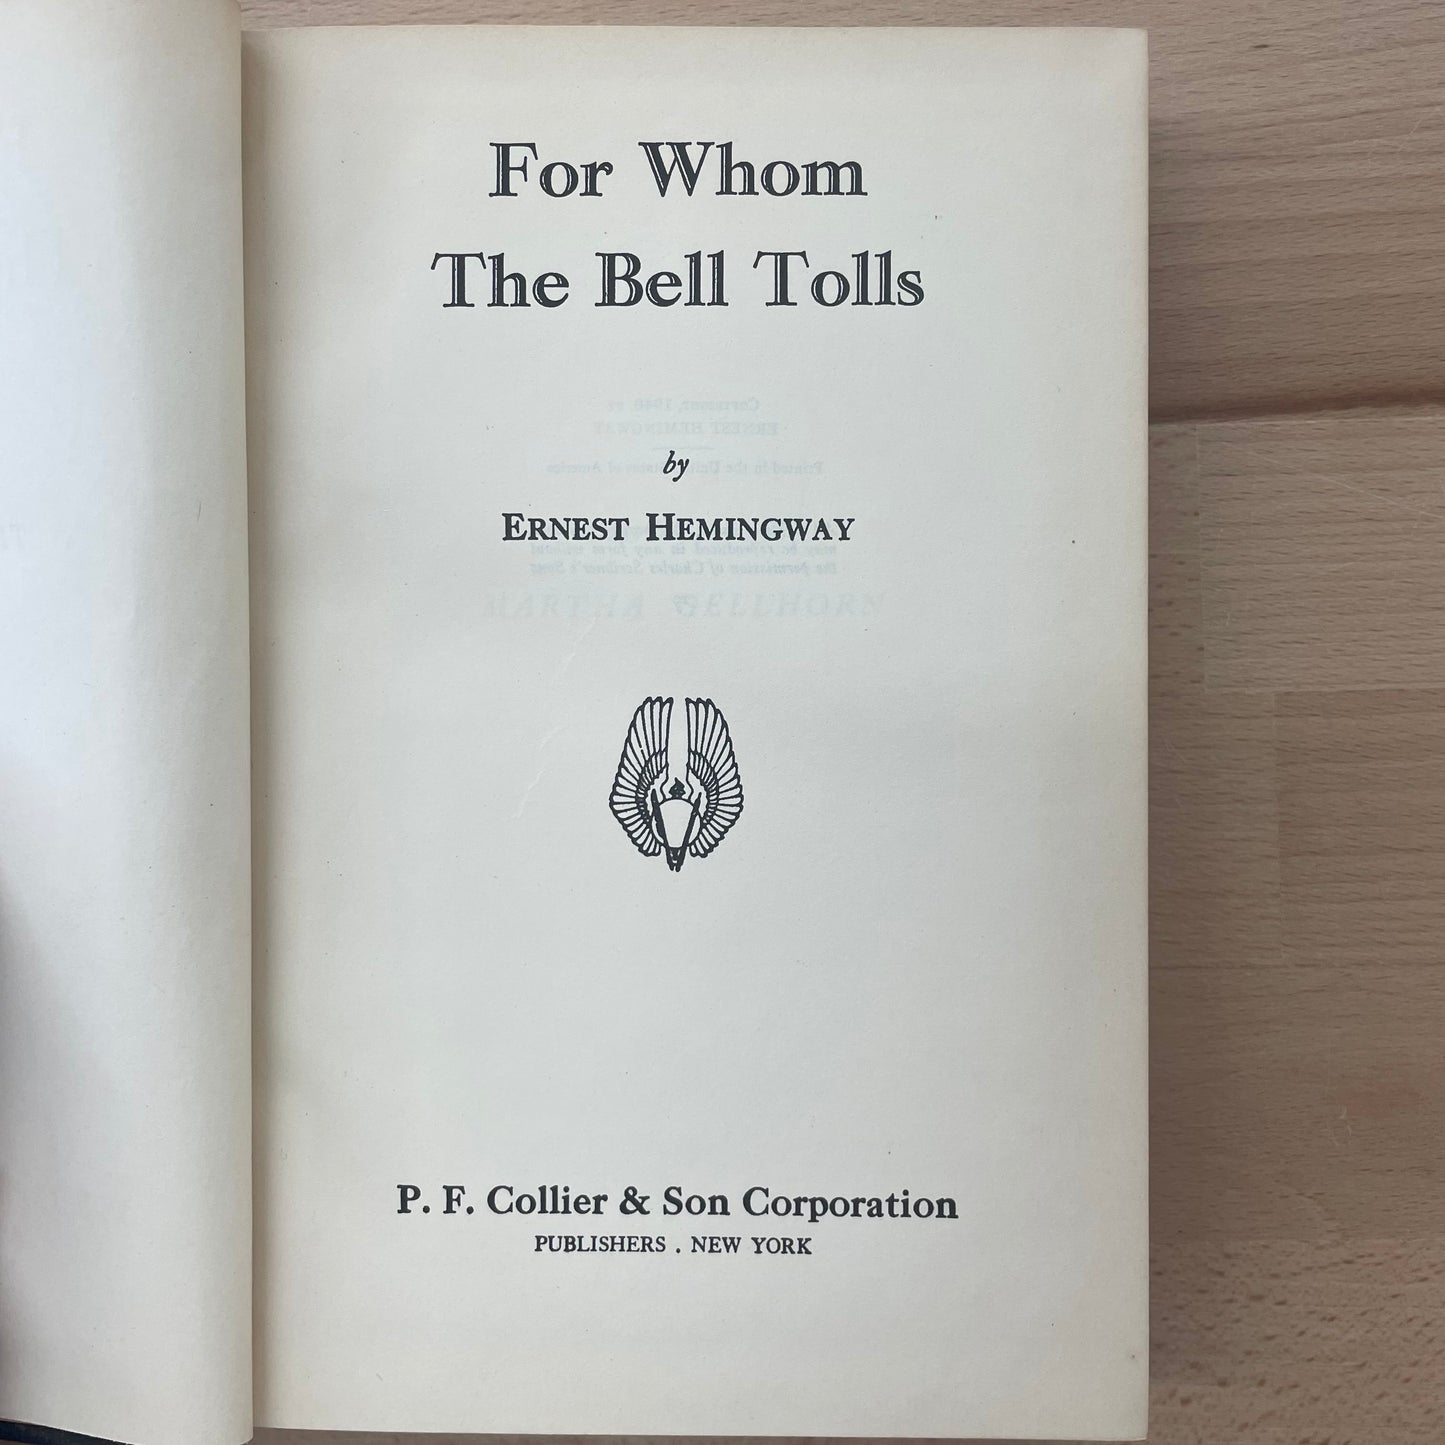 For Whom
The Bell Tolls
by
ERNEST HEMINGWAY
P. F. Collier & Son Corporation
PUBLISHERS . NEW YORK